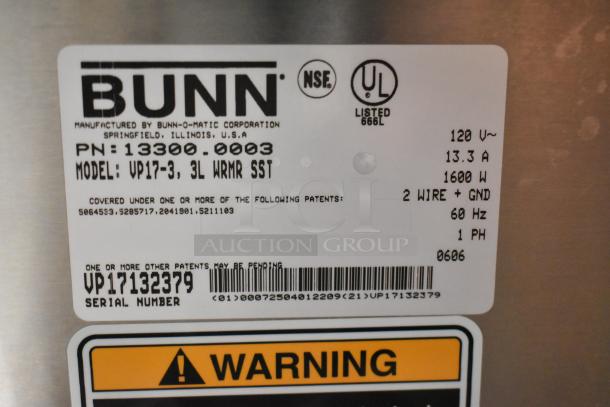 BUNN
NSF
UL
LISTED
666L
MANUFACTURED BY BUNN-O-MATIC CORPORATION
SPRINGFIELD, ILLINOIS, U.S.A
PN:13300.0003
MODEL: VP17-3, 3L WRMR SST
120 V~
13.3 A
1600 W
2 WIRE + GND
60 Hz
1 PH
0606
COVERED UNDER ONE OR MORE OF THE FOLLOWING PATENTS:
5064533,5285717,2041901,5211103
pci
AUCTION GROUP
ONE OR MORE OTHER PATENTS MAY BE PENDING
VP17132379
SERIAL NUMBER
(01)00072504012209(21)VP17132379
WARNING